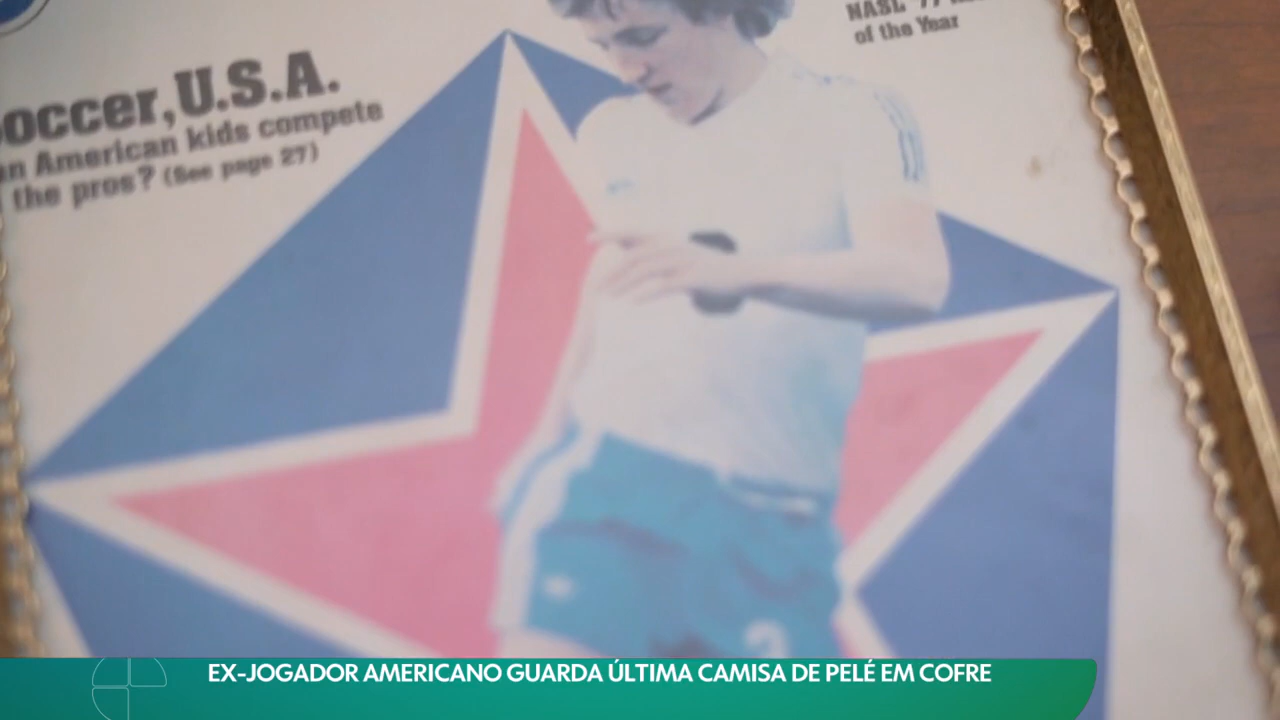 occer, U.S.A.
an American kids compete
the pros? (See page 27)
NASL '77
of the Year
EX-JOGADOR AMERICANO GUARDA ÚLTIMA CAMISA DE PELÉ EM COFRE